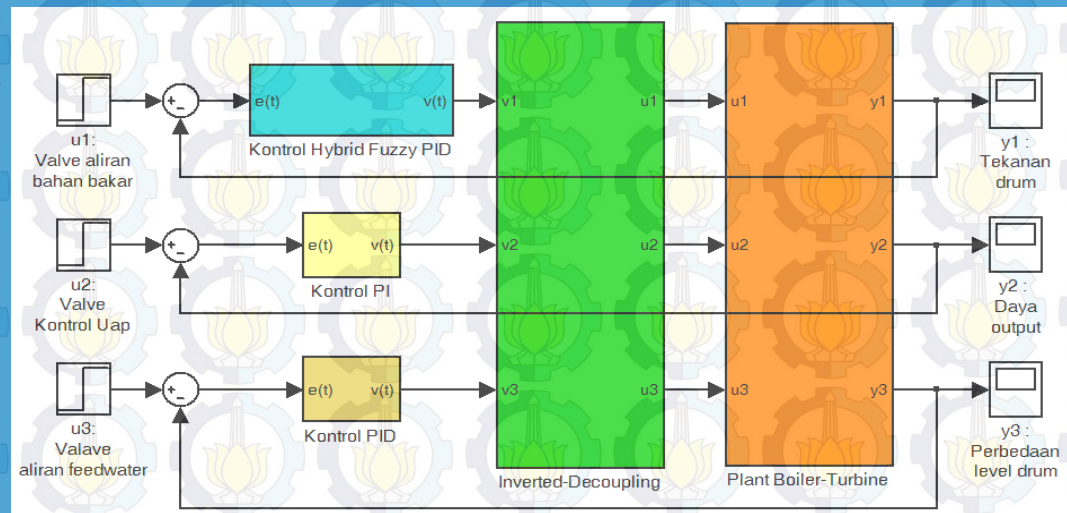 e(t)
v(t)
v1
u1
u1
y1
u1:
Valve aliran
bahan bakar
Kontrol Hybrid Fuzzy PID
y1 :
Tekanan
drum
e(t)
v(t)
v2
u2
u2
y2
u2:
Valve
Kontrol Uap
Kontrol PI
y2 :
Daya
output
e(t)
v(t)
v3
u3
u3
y3
u3:
Valave
aliran feedwater
Kontrol PID
y3 :
Perbedaan
level drum
Inverted-Decoupling
Plant Boiler-Turbine